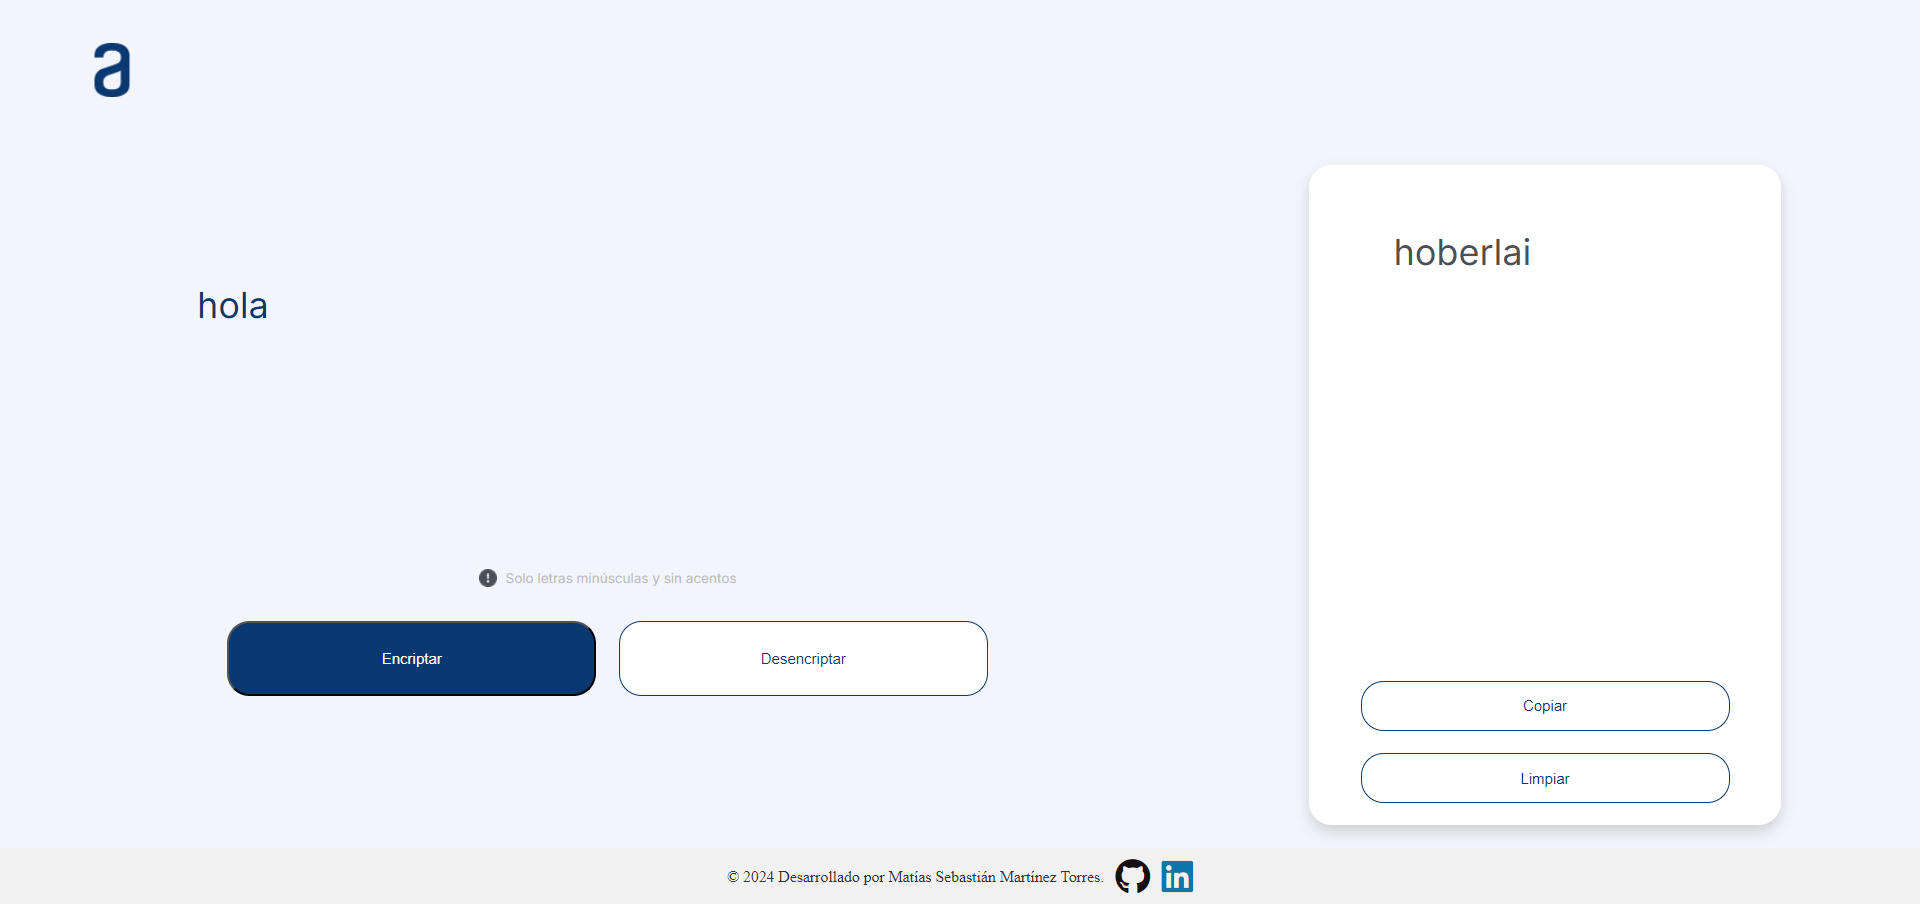 a
hola
Solo letras minúsculas y sin acentos
Encriptar
Desencriptar
hoberlai
Copiar
Limpiar
© 2024 Desarrollado por Matías Sebastián Martínez Torres.
in